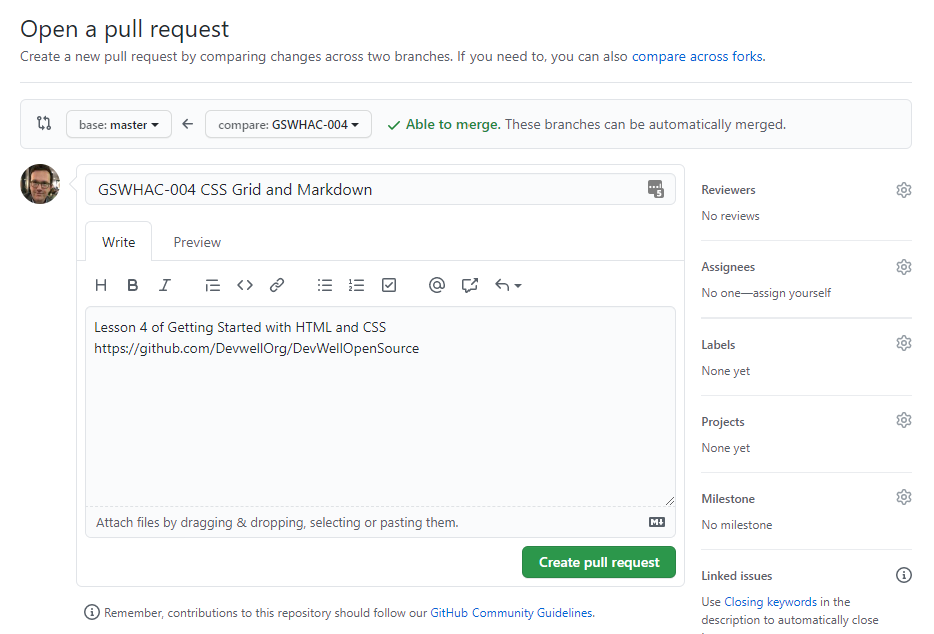 Open a pull request
Create a new pull request by comparing changes across two branches. If you need to, you can also compare across forks.
base: master
compare: GSWHAC-004
Able to merge. These branches can be automatically merged.
GSWHAC-004 CSS Grid and Markdown
5
Write
Preview
H B I <>
@
Lesson 4 of Getting Started with HTML and CSS
https://github.com/DevwellOrg/DevWellOpenSource
Attach files by dragging & dropping, selecting or pasting them.
Create pull request
Remember, contributions to this repository should follow our GitHub Community Guidelines.
Reviewers
No reviews
Assignees
No one—assign yourself
Labels
None yet
Projects
None yet
Milestone
No milestone
Linked issues
Use Closing keywords in the
description to automatically close